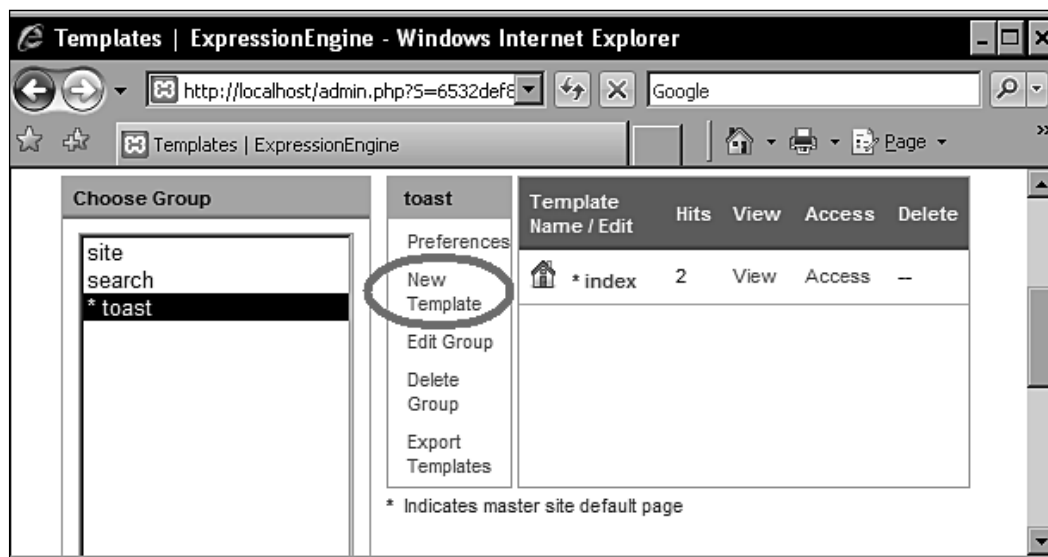 Templates | ExpressionEngine - Windows Internet Explorer
http://localhost/admin.php?S=6532def8
Google
Templates | ExpressionEngine
Page
Choose Group
site
search
* toast
toast
Preferences
New
Template
Edit Group
Delete
Group
Export
Templates
Template
Name / Edit
Hits
View
Access
Delete
* index
2
View
Access
--
* Indicates master site default page